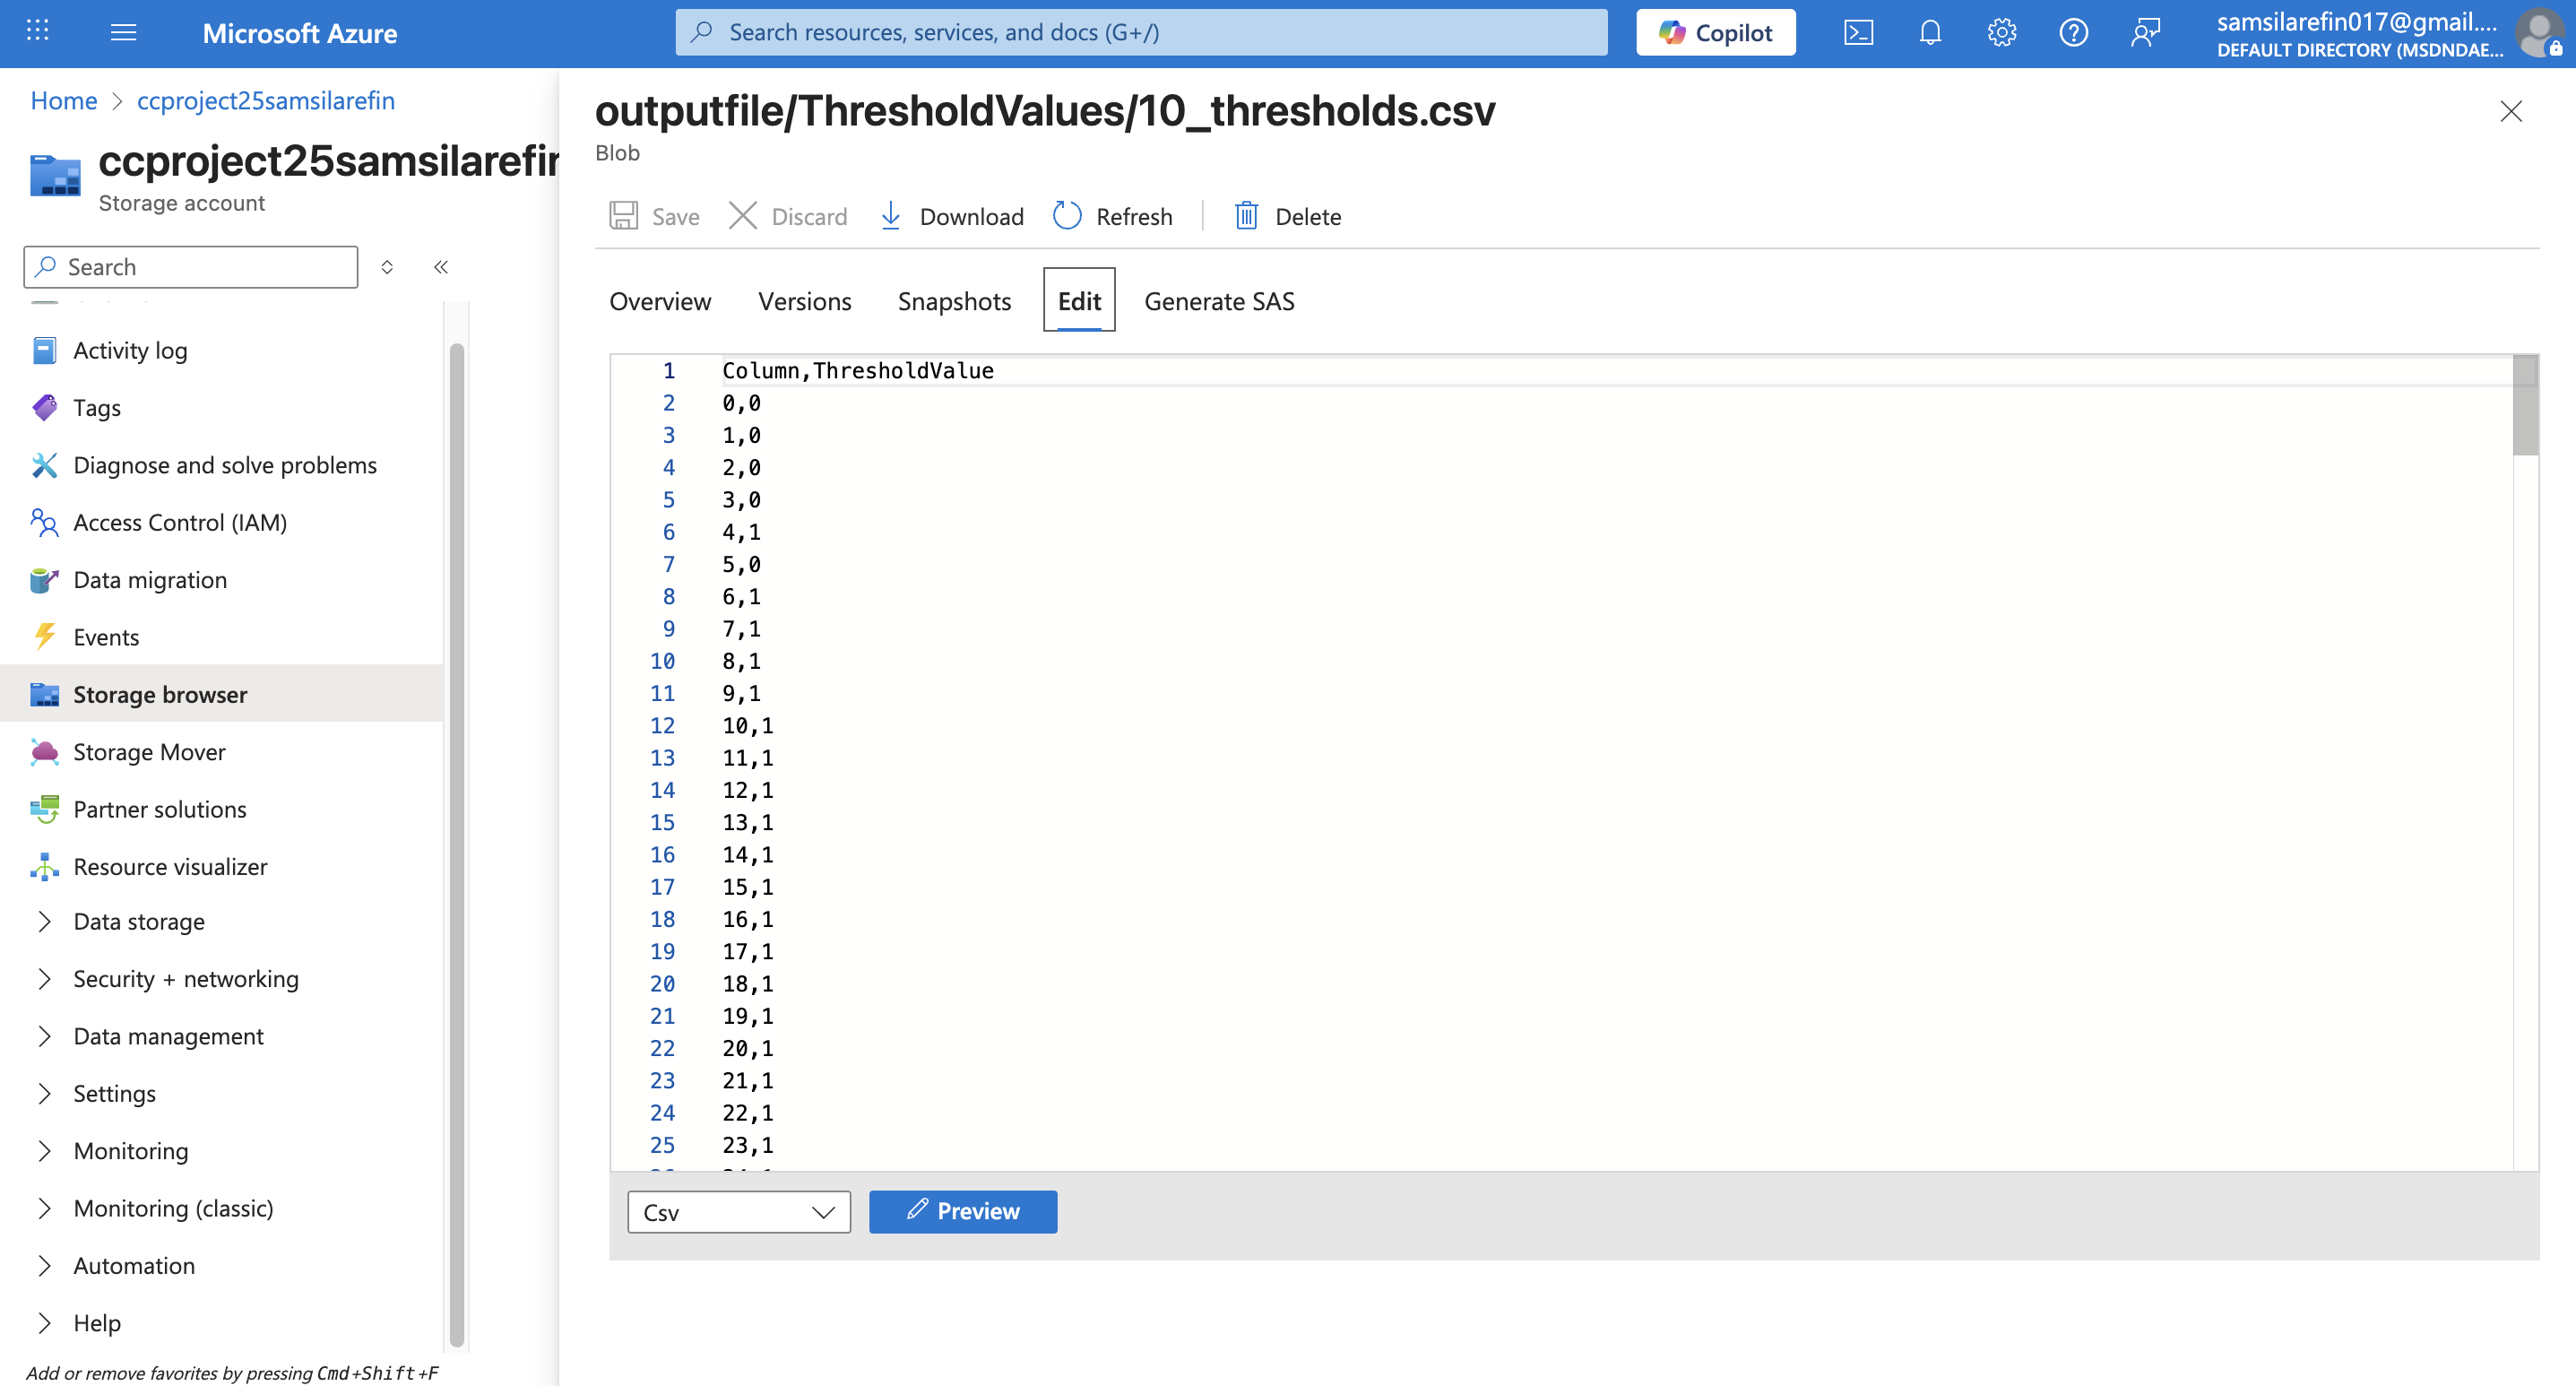 Microsoft Azure
Search resources, services, and docs (G+/)
Copilot
samsilarefin017@gmail....
DEFAULT DIRECTORY (MSDNDAE...
Home > ccproject25samsilarefin
ccproject25samsilarefin
Storage account
Search
Activity log
Tags
Diagnose and solve problems
Access Control (IAM)
Data migration
Events
Storage browser
Storage Mover
Partner solutions
Resource visualizer
Data storage
Security + networking
Data management
Settings
Monitoring
Monitoring (classic)
Automation
Help
Add or remove favorites by pressing Cmd+Shift+F
outputfile/ThresholdValues/10_thresholds.csv
Blob
Save Discard Download Refresh Delete
Overview Versions Snapshots Edit Generate SAS
1 Column,ThresholdValue
2 0,0
3 1,0
4 2,0
5 3,0
6 4,1
7 5,0
8 6,1
9 7,1
10 8,1
11 9,1
12 10,1
13 11,1
14 12,1
15 13,1
16 14,1
17 15,1
18 16,1
19 17,1
20 18,1
21 19,1
22 20,1
23 21,1
24 22,1
25 23,1
Csv Preview